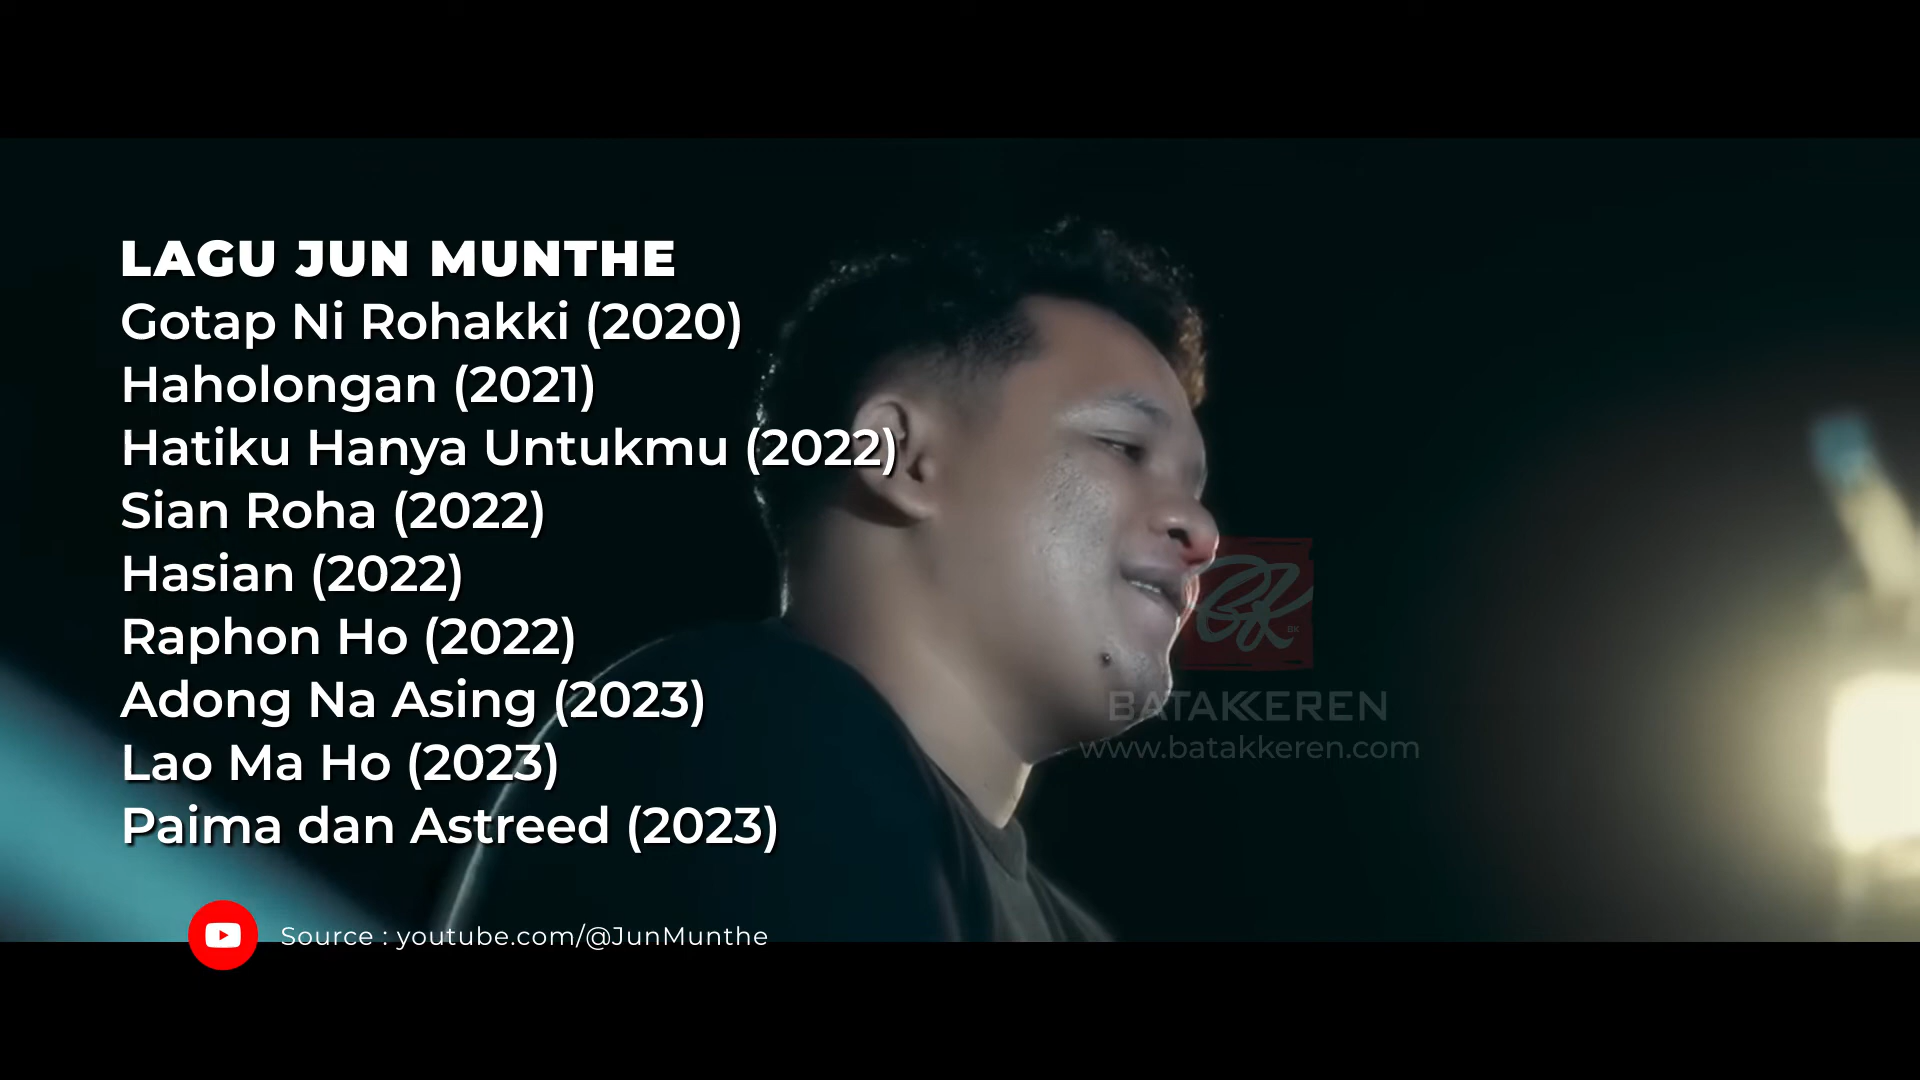 LAGU JUN MUNTHE
Gotap Ni Rohakki (2020)
Haholongan (2021)
Hatiku Hanya Untukmu (2022)
Sian Roha (2022)
Hasian (2022)
Raphon Ho (2022)
Adong Na Asing (2023)
Lao Ma Ho (2023)
Paima dan Astreed (2023)
BK
BK
BATAKKEREN
www.batakkeren.com
Source : youtube.com/@JunMunthe